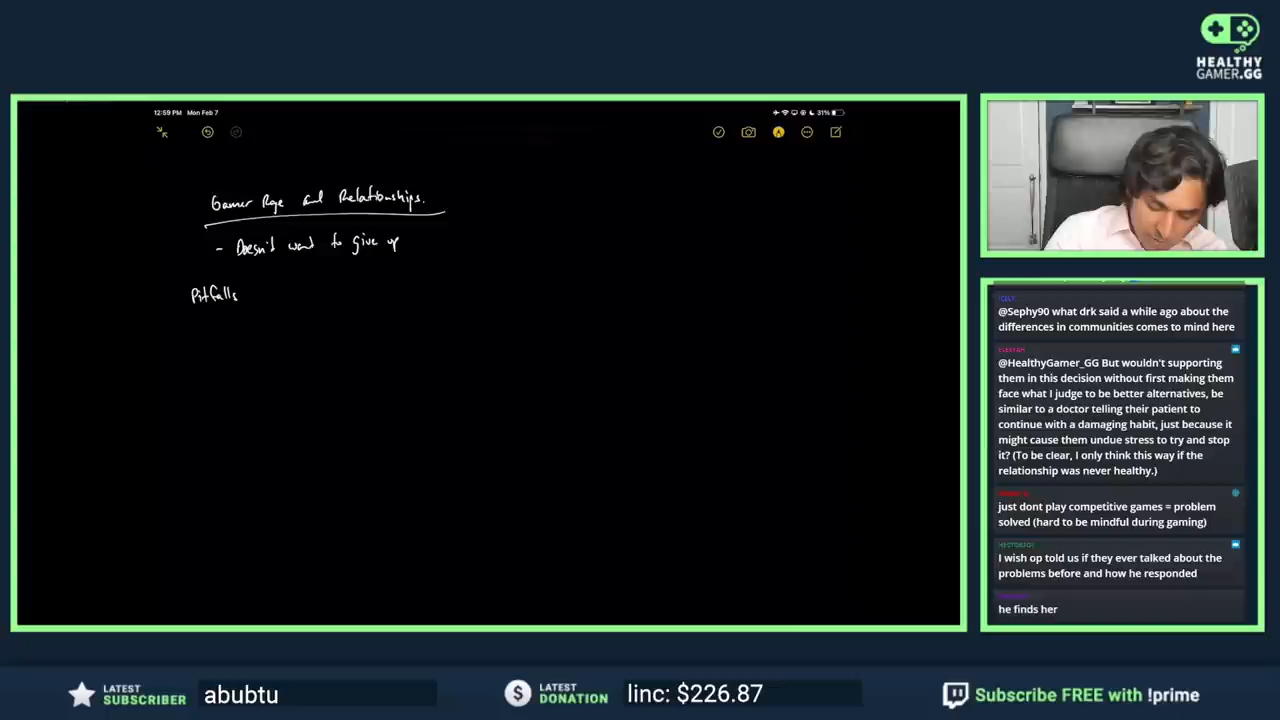 HEALTHY
GAMER.GG
12:59 PM Mon Feb 7
31%
Gamer Rage and Relationships.
- Doesn't want to give up
Pitfalls
@Sephy90 what drk said a while ago about the
differences in communities comes to mind here
@HealthyGamer_GG But wouldn't supporting
them in this decision without first making them
face what I judge to be better alternatives, be
similar to a doctor telling their patient to
continue with a damaging habit, just because it
might cause them undue stress to try and stop
it? (To be clear, I only think this way if the
relationship was never healthy.)
just dont play competitive games = problem
solved (hard to be mindful during gaming)
I wish op told us if they ever talked about the
problems before and how he responded
he finds her
LATEST
SUBSCRIBER
abubtu
LATEST
DONATION
linc: $226.87
Subscribe FREE with !prime